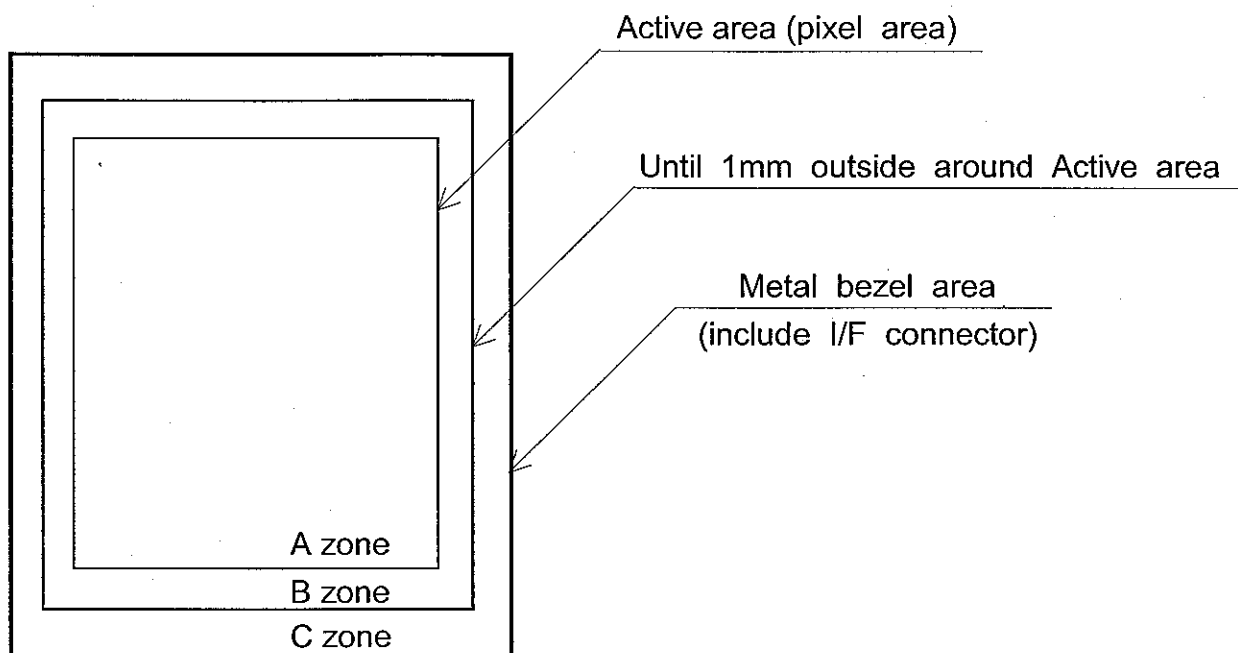 Active area (pixel area)
Until 1mm outside around Active area
Metal bezel area
(include I/F connector)
A zone
B zone
C zone